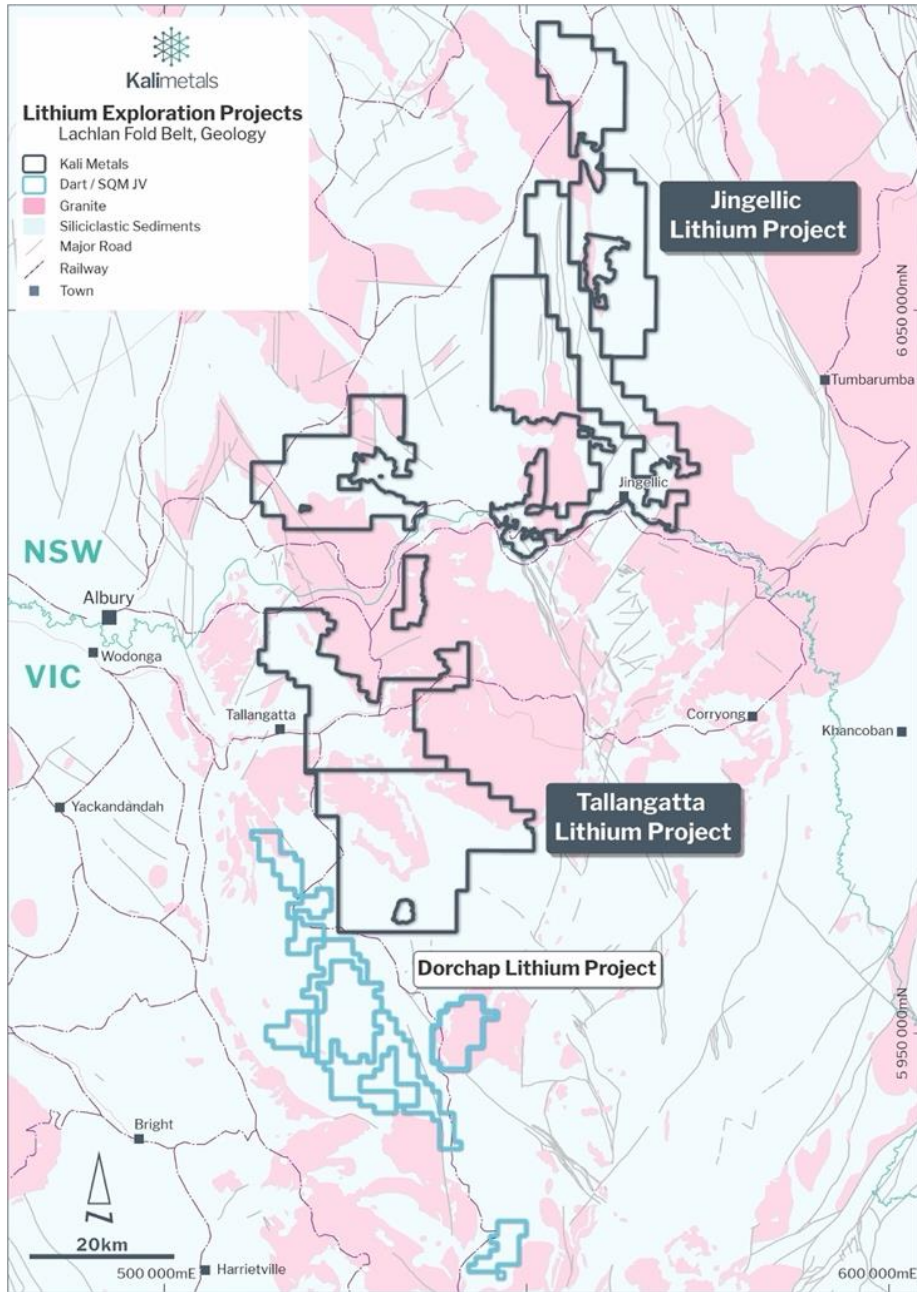 Kalimetals
Lithium Exploration Projects
Lachlan Fold Belt, Geology
Kali Metals
Dart / SQM JV
Granite
Siliciclastic Sediments
Major Road
Railway
Town
Jingellic
Lithium Project
6 050 000mN
Tumbarumba
Jingellic
NSW
Albury
Wodonga
VIC
Tallangatta
Corryong
Khancoban
Yackandandah
Tallangatta
Lithium Project
Dorchap Lithium Project
5 950 000mN
Bright
N
20km
500 000mE
Harrietville
600 000mE